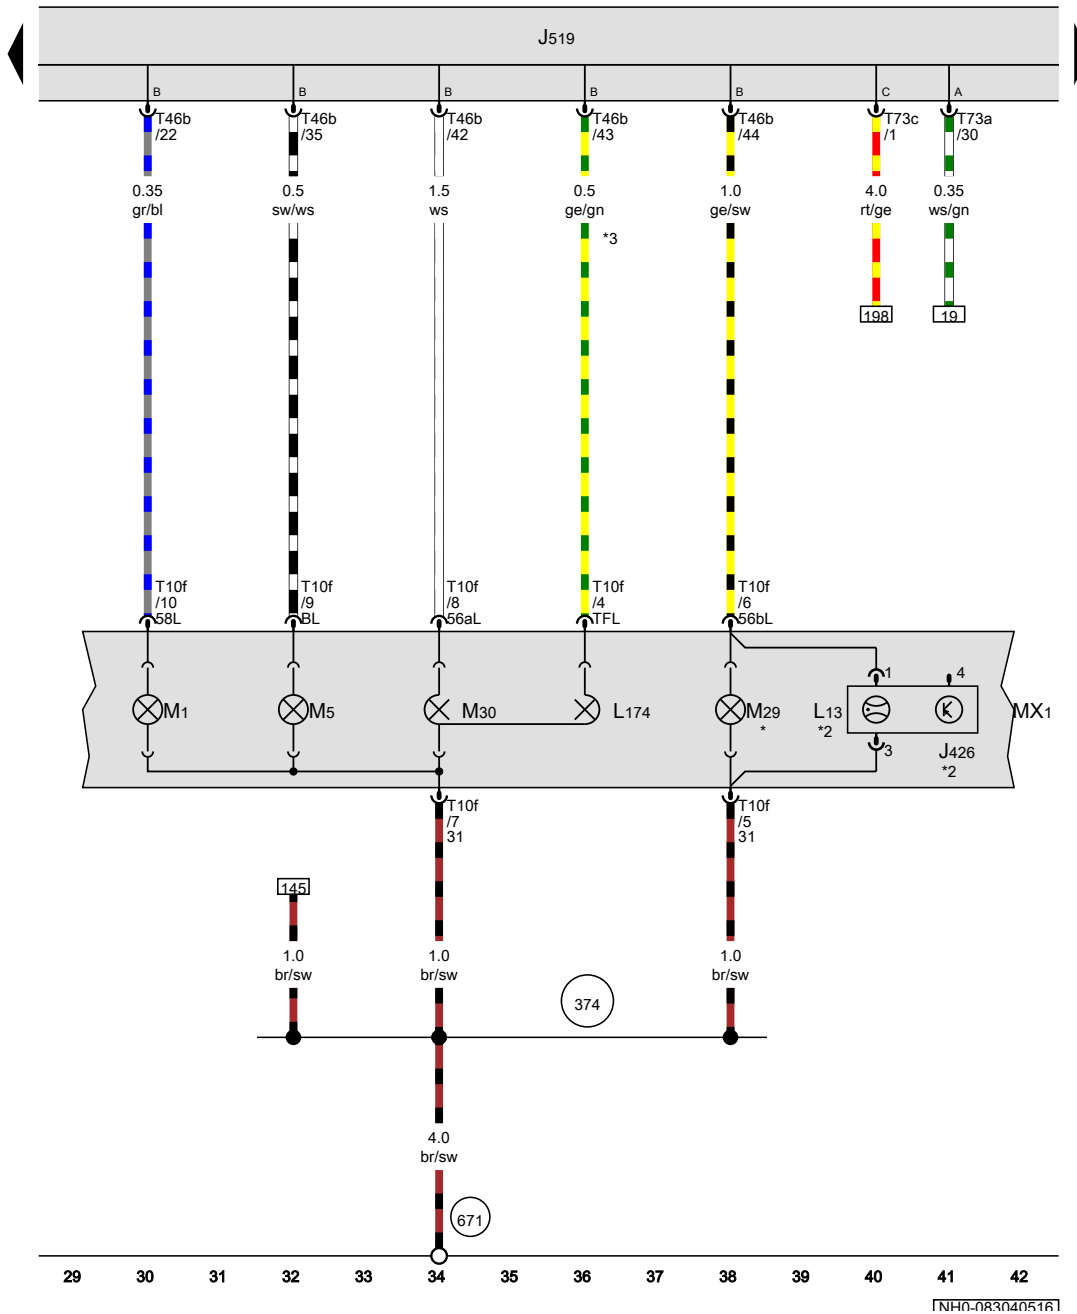 J519
B B B B B C A
T46b /22
T46b /35
T46b /42
T46b /43
T46b /44
T73c /1
T73a /30
0.35 gr/bl
0.5 sw/ws
1.5 ws
0.5 ge/gn
*3
1.0 ge/sw
4.0 rt/ge
0.35 ws/gn
198
19
T10f /10 58L
T10f /9 BL
T10f /8 56aL
T10f /4 TFL
T10f /6 56bL
1
4
M1
M5
M30
L174
M29
*
L13
*2
MX1
3
J426
*2
T10f /7 31
T10f /5 31
145
1.0 br/sw
1.0 br/sw
1.0 br/sw
374
4.0 br/sw
671
29 30 31 32 33 34 35 36 37 38 39 40 41 42
NH0-083040516